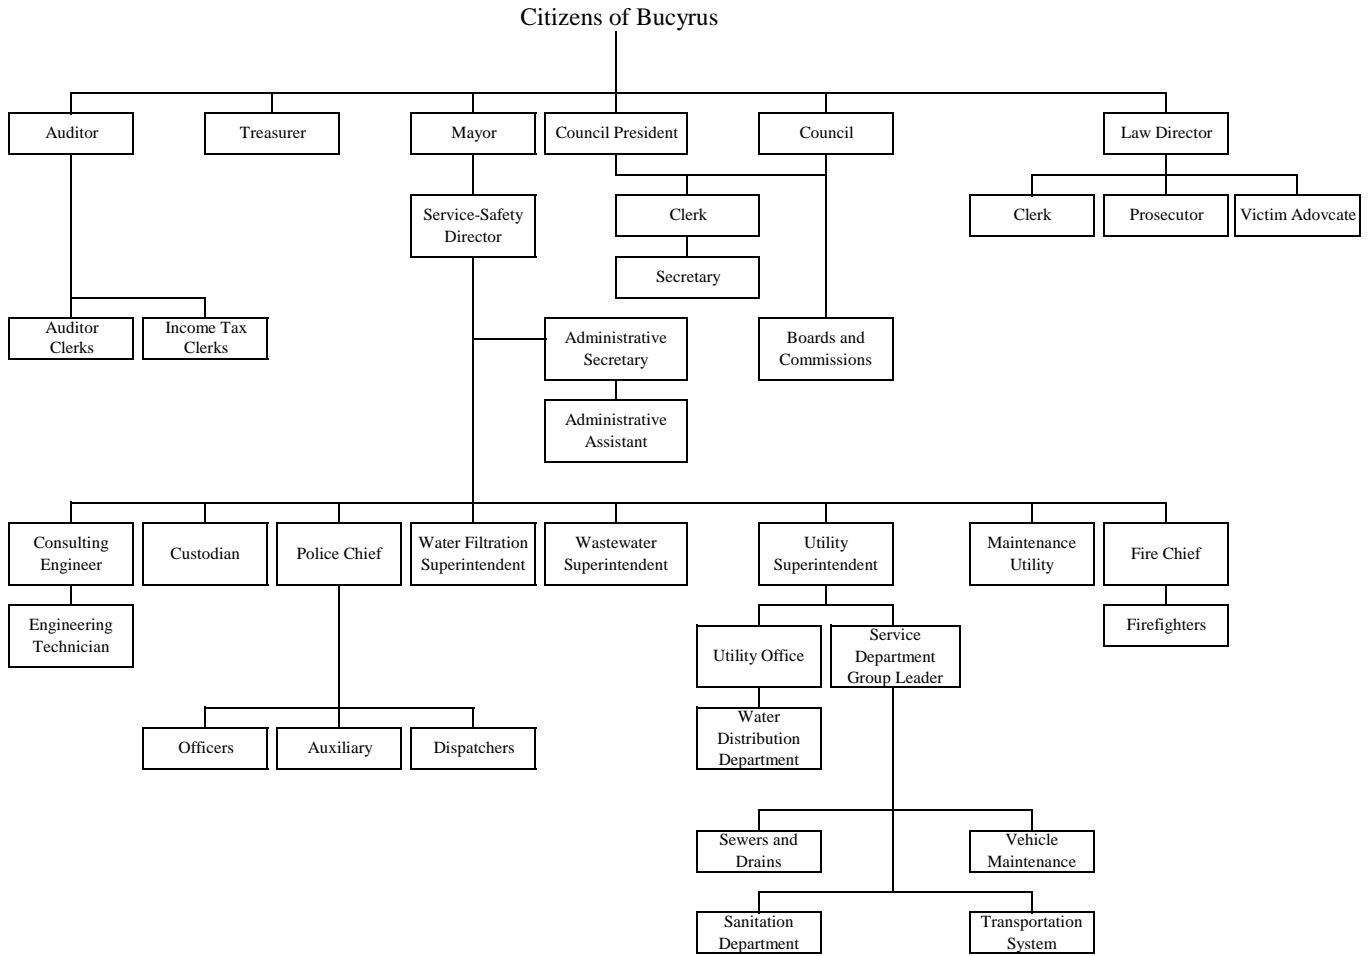 Citizens of Bucyrus
Auditor
Treasurer
Mayor
Council President
Council
Law Director
Service-Safety
Director
Clerk
Secretary
Clerk
Prosecutor
Victim Adovcate
Auditor
Clerks
Income Tax
Clerks
Administrative
Secretary
Boards and
Commissions
Administrative
Assistant
Consulting
Engineer
Custodian
Police Chief
Water Filtration
Superintendent
Wastewater
Superintendent
Utility
Superintendent
Maintenance
Utility
Fire Chief
Engineering
Technician
Utility Office
Service
Department
Group Leader
Firefighters
Officers
Auxiliary
Dispatchers
Water
Distribution
Department
Sewers and
Drains
Vehicle
Maintenance
Sanitation
Department
Transportation
System